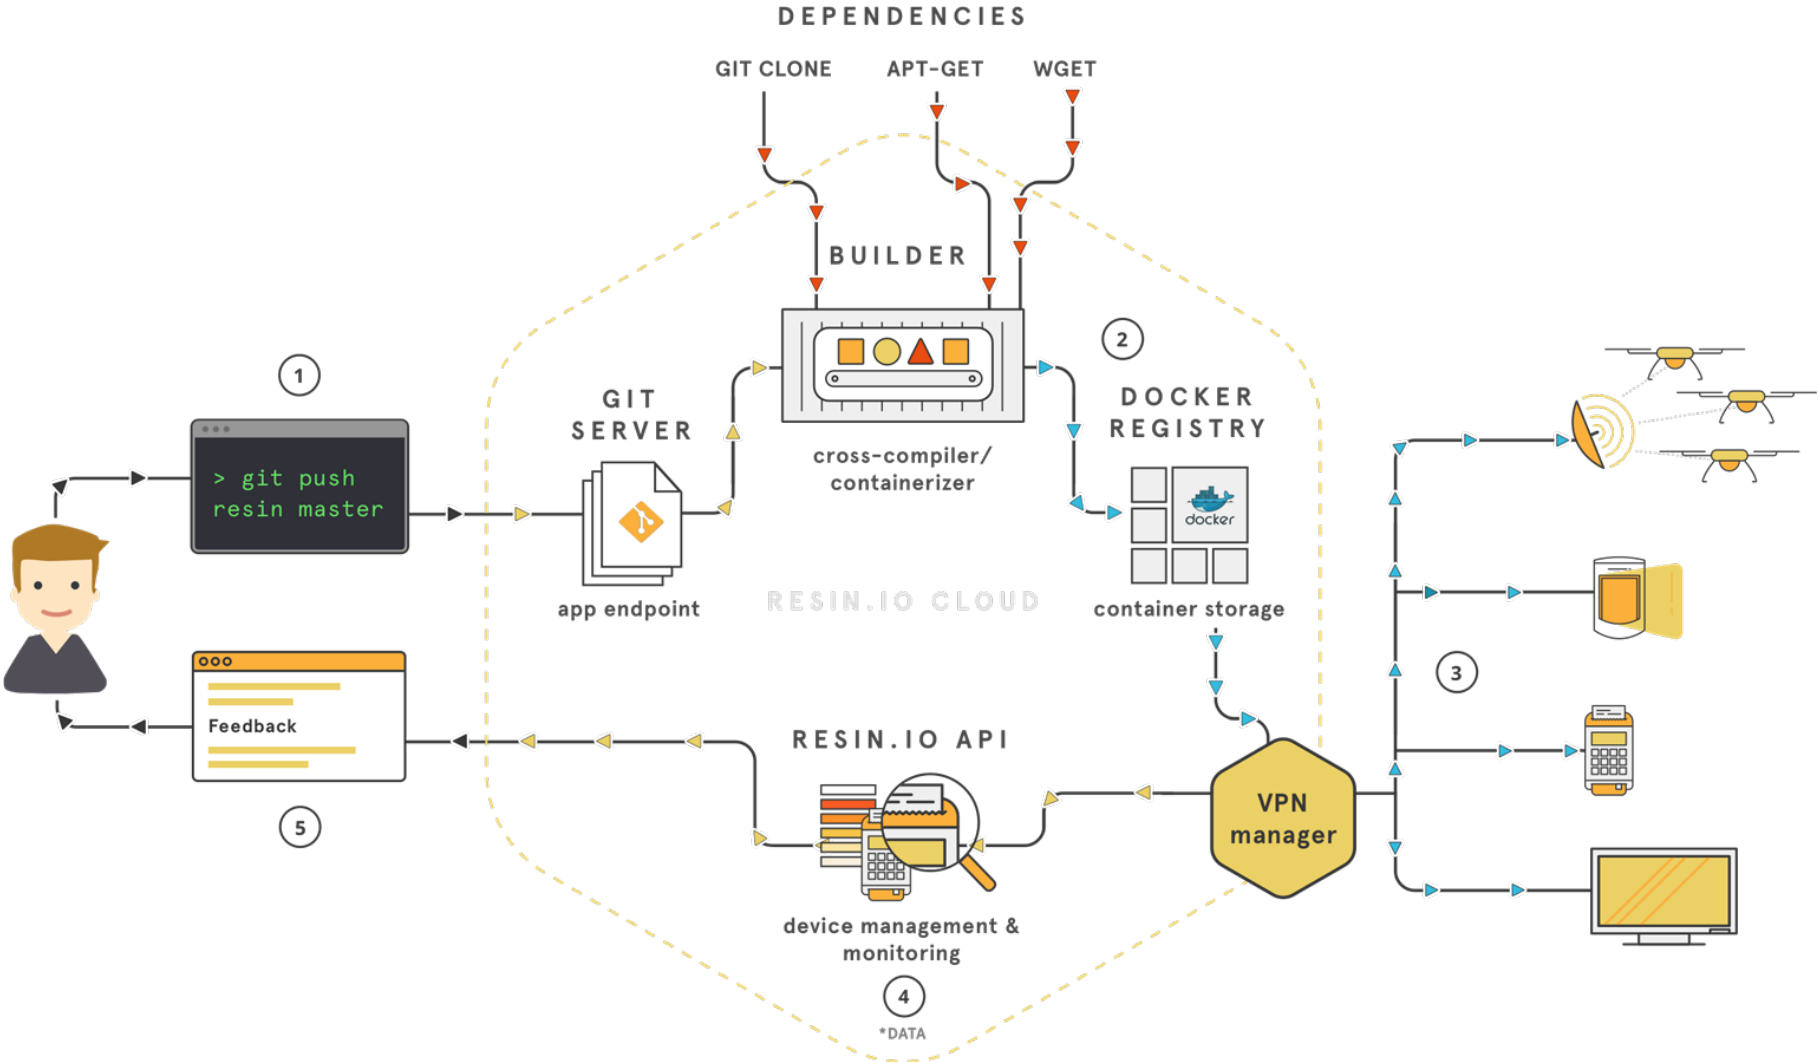 DEPENDENCIES
GIT CLONE
APT-GET
WGET
BUILDER
1
2
GIT
SERVER
DOCKER
REGISTRY
cross-compiler/
containerizer
> git push
resin master
docker
app endpoint
RESIN.IO CLOUD
container storage
3
Feedback
RESIN.IO API
VPN
manager
5
device management &
monitoring
4
*DATA